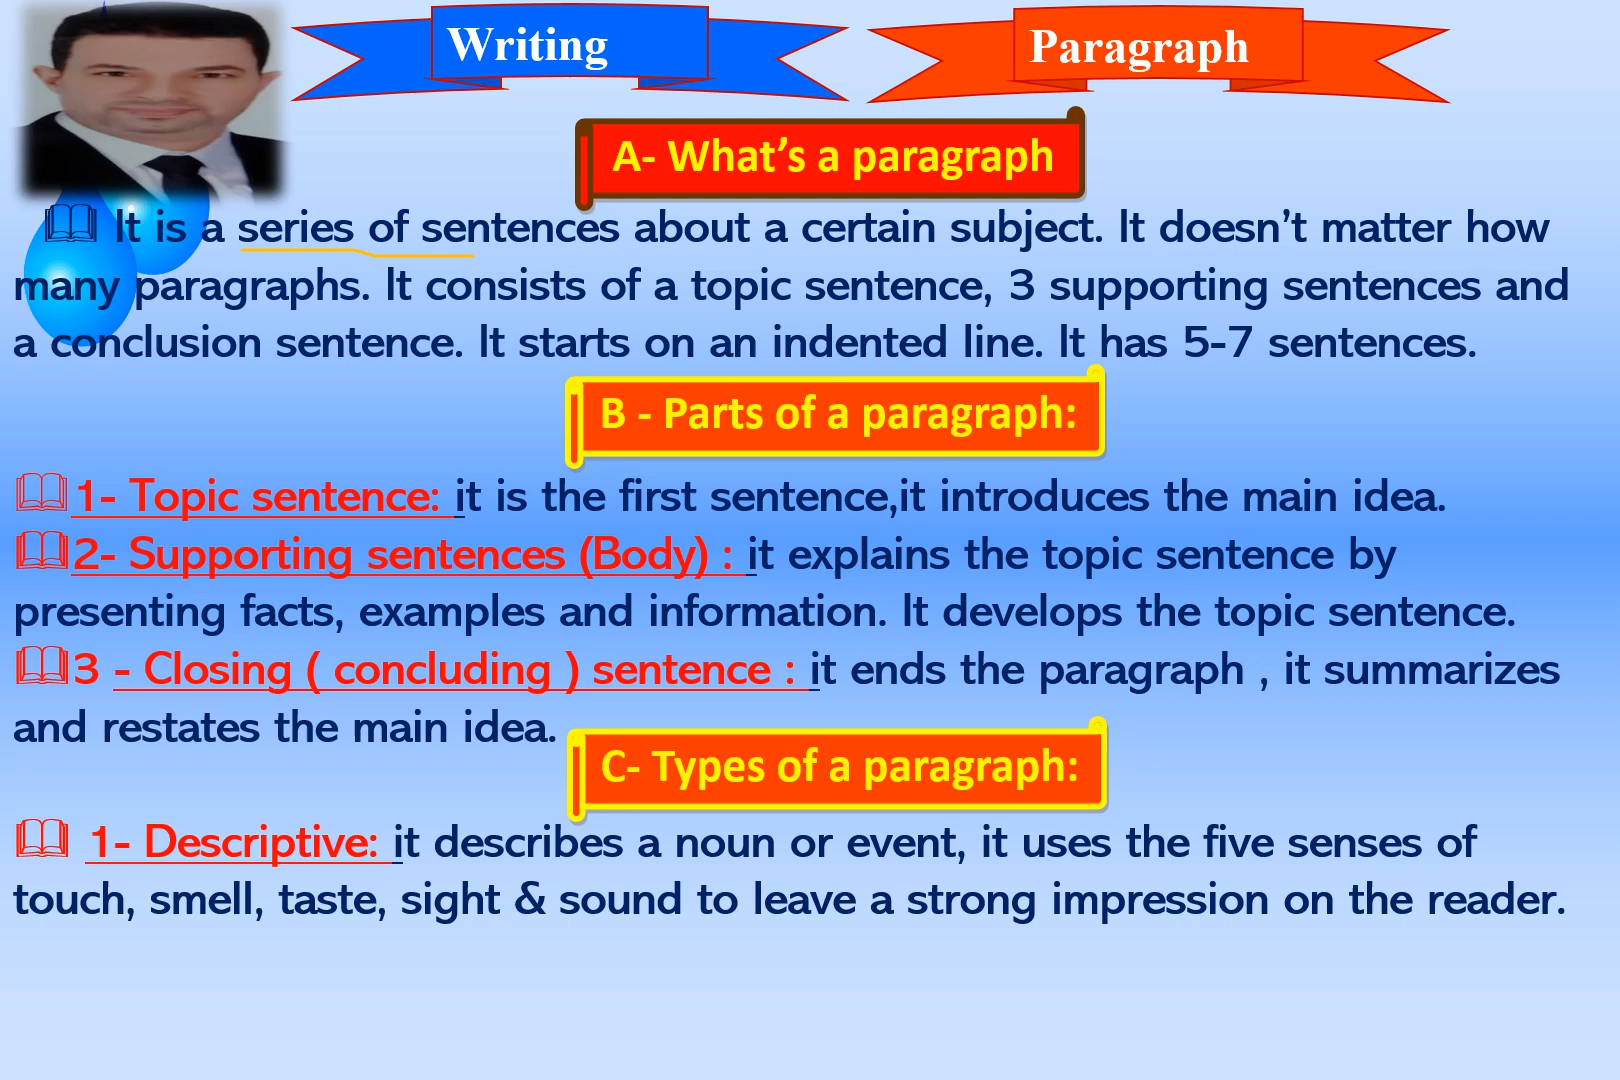 Writing
Paragraph
A- What’s a paragraph
It is a series of sentences about a certain subject. It doesn’t matter how
many paragraphs. It consists of a topic sentence, 3 supporting sentences and
a conclusion sentence. It starts on an indented line. It has 5-7 sentences.
B - Parts of a paragraph:
1- Topic sentence: it is the first sentence,it introduces the main idea.
2- Supporting sentences (Body) : it explains the topic sentence by
presenting facts, examples and information. It develops the topic sentence.
3 - Closing ( concluding ) sentence : it ends the paragraph , it summarizes
and restates the main idea.
C- Types of a paragraph:
1- Descriptive: it describes a noun or event, it uses the five senses of
touch, smell, taste, sight & sound to leave a strong impression on the reader.